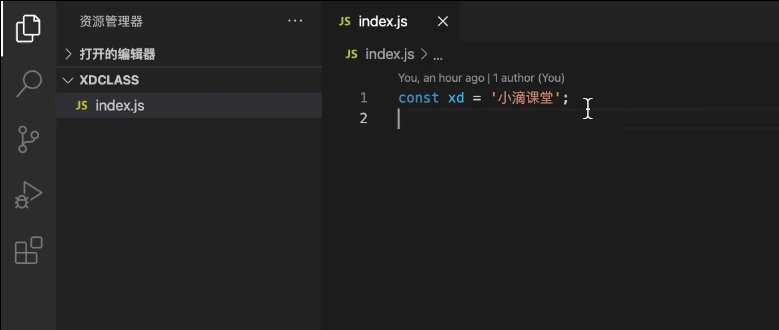 资源管理器 ...
打开的编辑器
XDCLASS
JS index.js
JS index.js
JS index.js > ...
You, an hour ago | 1 author (You)
1 const xd = '小滴课堂';
2